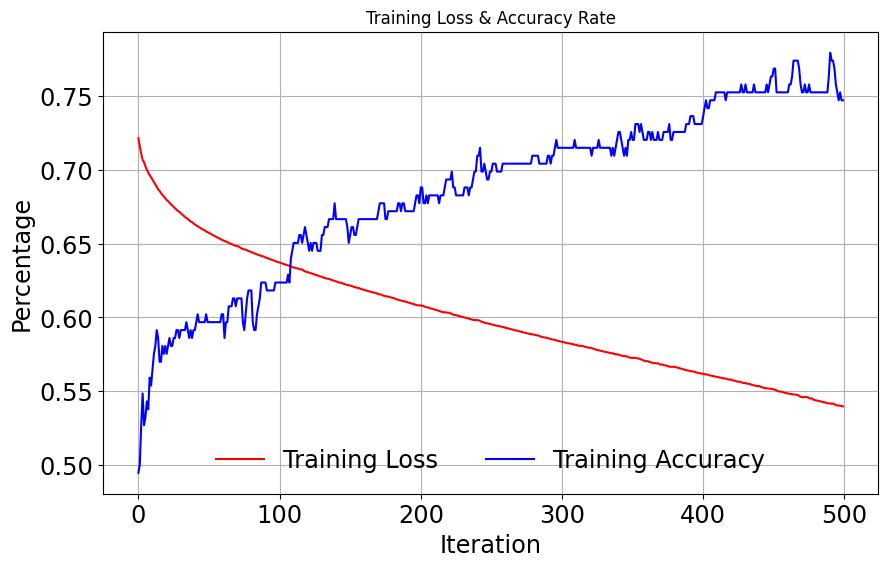 Training Loss & Accuracy Rate
Percentage
0.75
0.70
0.65
0.60
0.55
0.50
Training Loss
Training Accuracy
0
100
200
300
400
500
Iteration